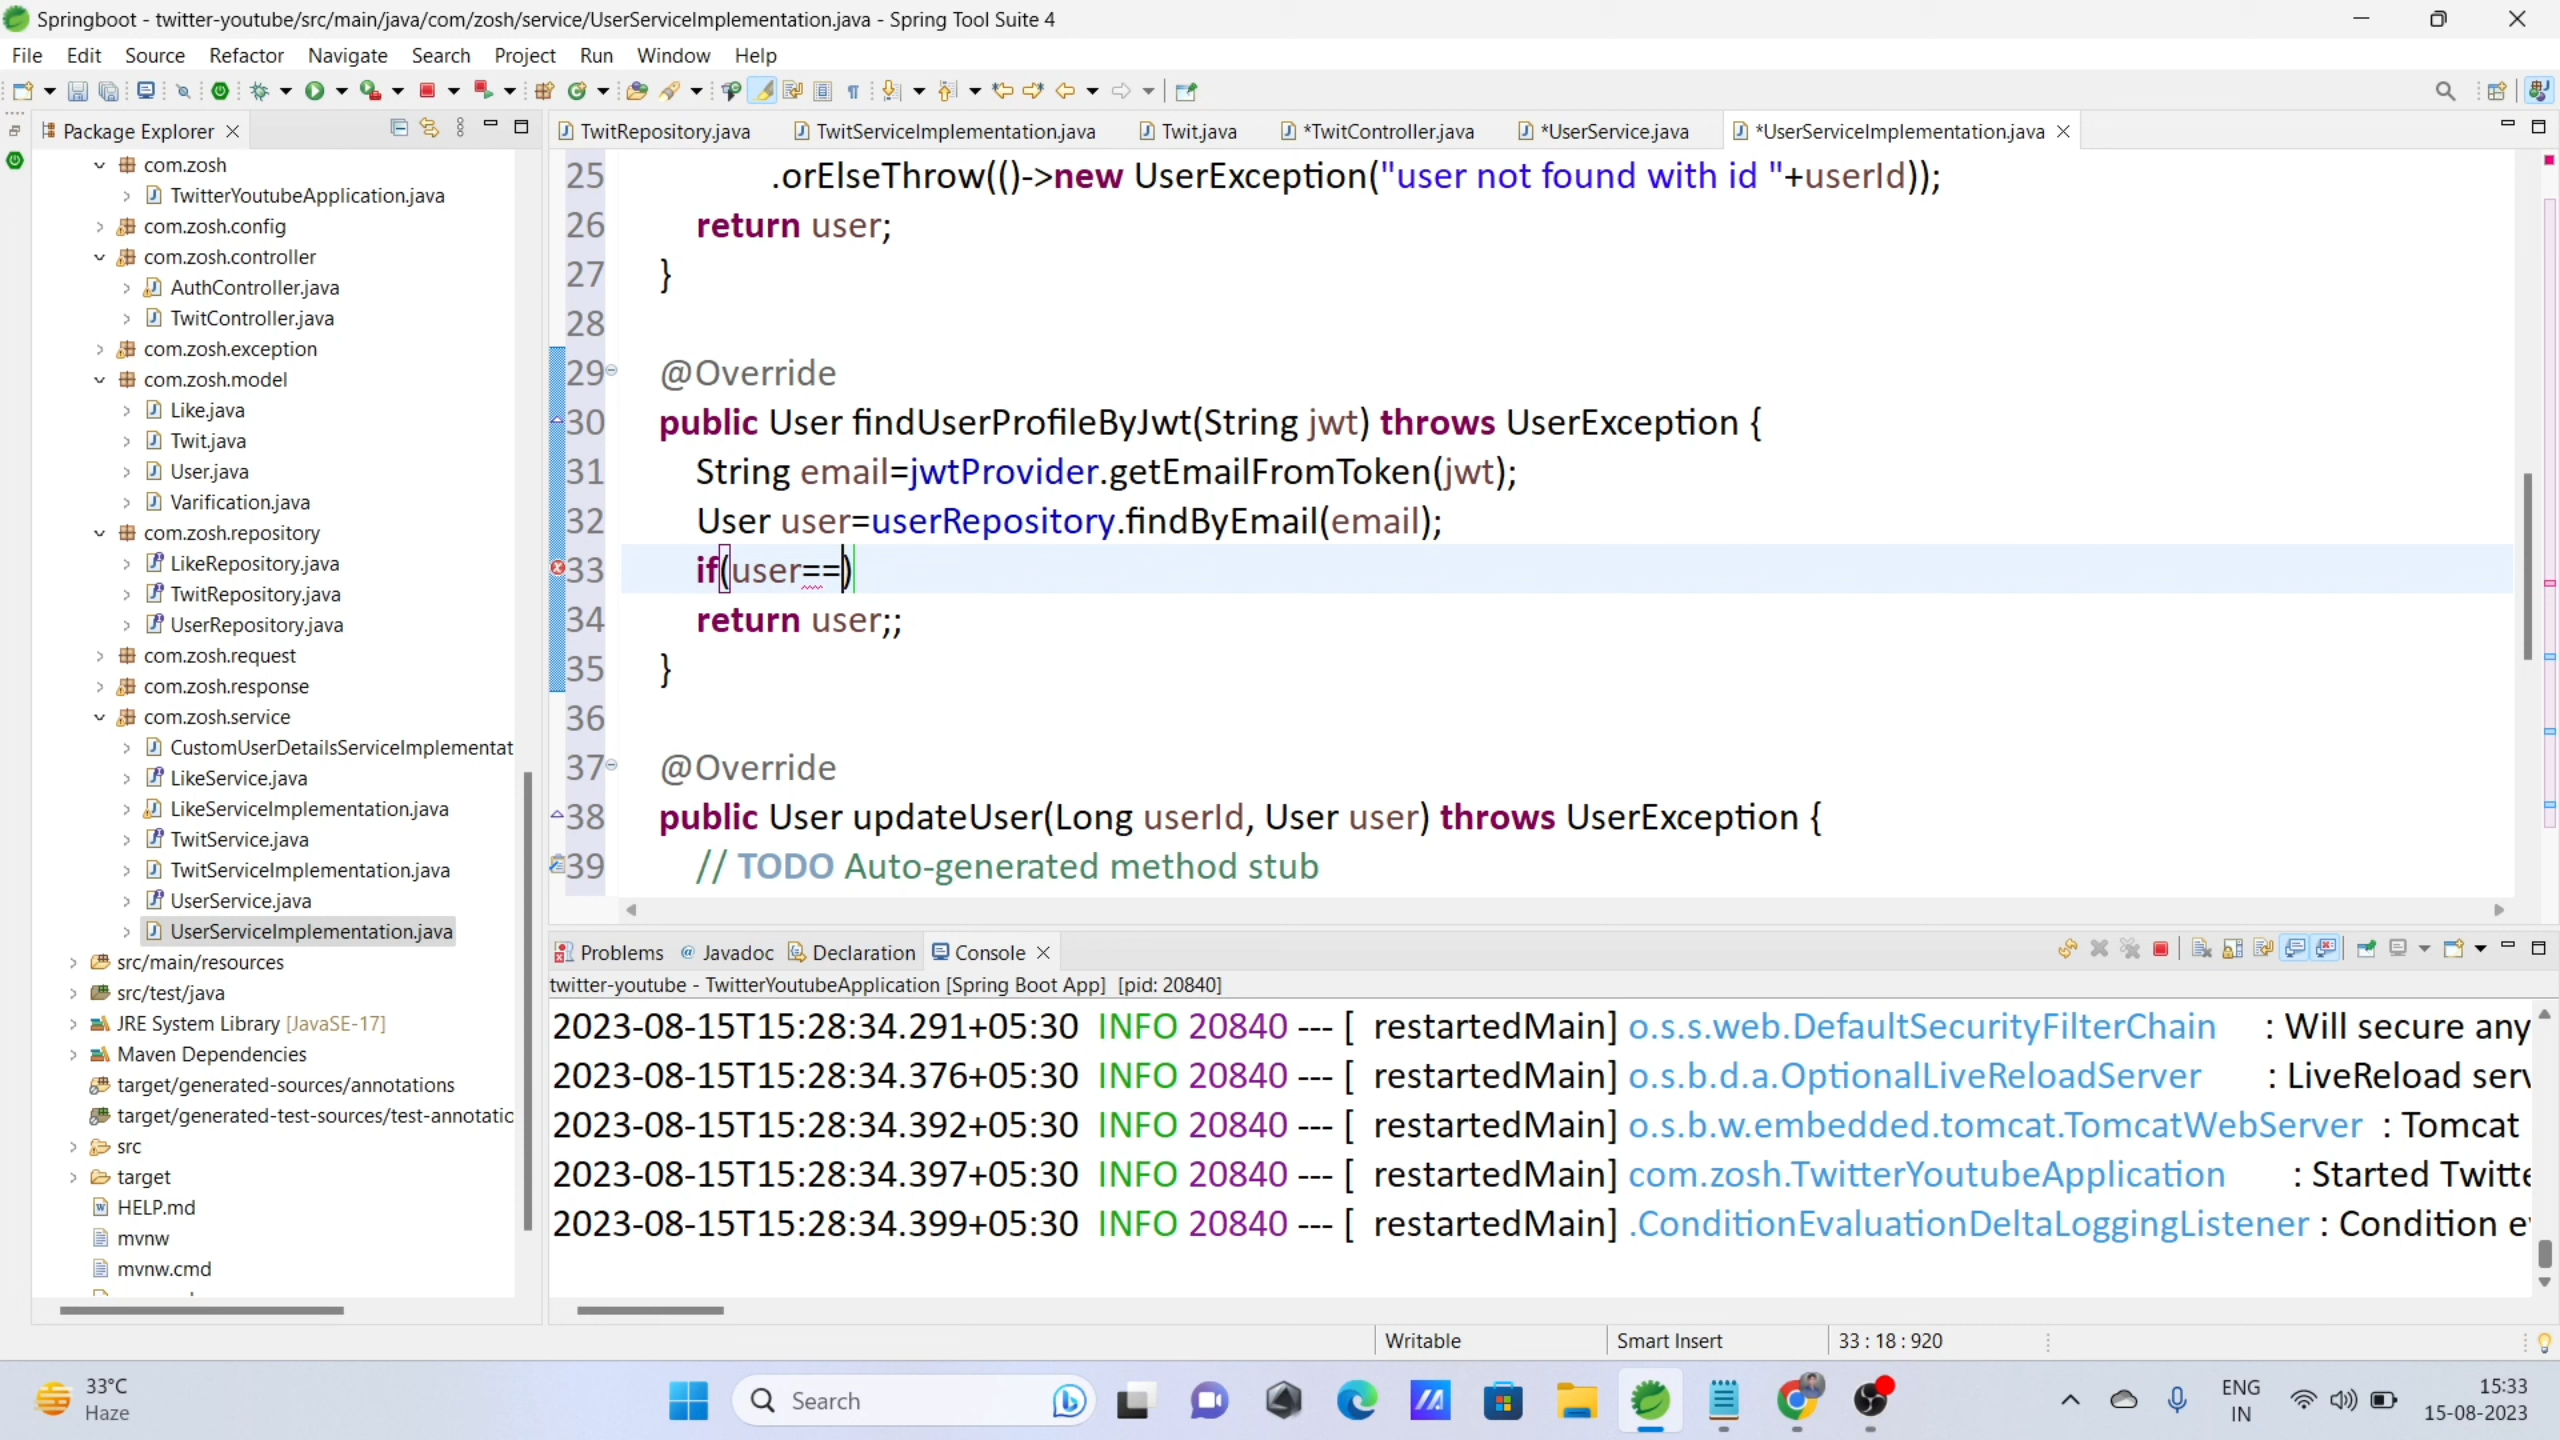 Springboot - twitter-youtube/src/main/java/com/zosh/service/UserServiceImplementation.java - Spring Tool Suite 4
File Edit Source Refactor Navigate Search Project Run Window Help
Package Explorer
com.zosh
TwitterYoutubeApplication.java
com.zosh.config
com.zosh.controller
AuthController.java
TwitController.java
com.zosh.exception
com.zosh.model
Like.java
Twit.java
User.java
Varification.java
com.zosh.repository
LikeRepository.java
TwitRepository.java
UserRepository.java
com.zosh.request
com.zosh.response
com.zosh.service
CustomUserDetailsServiceImplementat
LikeService.java
LikeServiceImplementation.java
TwitService.java
TwitServiceImplementation.java
UserService.java
UserServiceImplementation.java
src/main/resources
src/test/java
JRE System Library [JavaSE-17]
Maven Dependencies
target/generated-sources/annotations
target/generated-test-sources/test-annotatic
src
target
HELP.md
mvnw
mvnw.cmd
TwitRepository.java TwitServiceImplementation.java Twit.java *TwitController.java *UserService.java *UserServiceImplementation.java
25 .orElseThrow(()->new UserException("user not found with id "+userId));
26 return user;
27 }
28
29 @Override
30 public User findUserProfileByJwt(String jwt) throws UserException {
31 String email=jwtProvider.getEmailFromToken(jwt);
32 User user=userRepository.findByEmail(email);
33 if(user==)
34 return user;;
35 }
36
37 @Override
38 public User updateUser(Long userId, User user) throws UserException {
39 // TODO Auto-generated method stub
Problems Javadoc Declaration Console
twitter-youtube - TwitterYoutubeApplication [Spring Boot App] [pid: 20840]
2023-08-15T15:28:34.291+05:30 INFO 20840 --- [ restartedMain] o.s.s.web.DefaultSecurityFilterChain : Will secure any
2023-08-15T15:28:34.376+05:30 INFO 20840 --- [ restartedMain] o.s.b.d.a.OptionalLiveReloadServer : LiveReload serv
2023-08-15T15:28:34.392+05:30 INFO 20840 --- [ restartedMain] o.s.b.w.embedded.tomcat.TomcatWebServer : Tomcat
2023-08-15T15:28:34.397+05:30 INFO 20840 --- [ restartedMain] com.zosh.TwitterYoutubeApplication : Started Twitte
2023-08-15T15:28:34.399+05:30 INFO 20840 --- [ restartedMain] .ConditionEvaluationDeltaLoggingListener : Condition e
Writable Smart Insert 33 : 18 : 920
33°C
Haze
Search
ENG
IN
15:33
15-08-2023